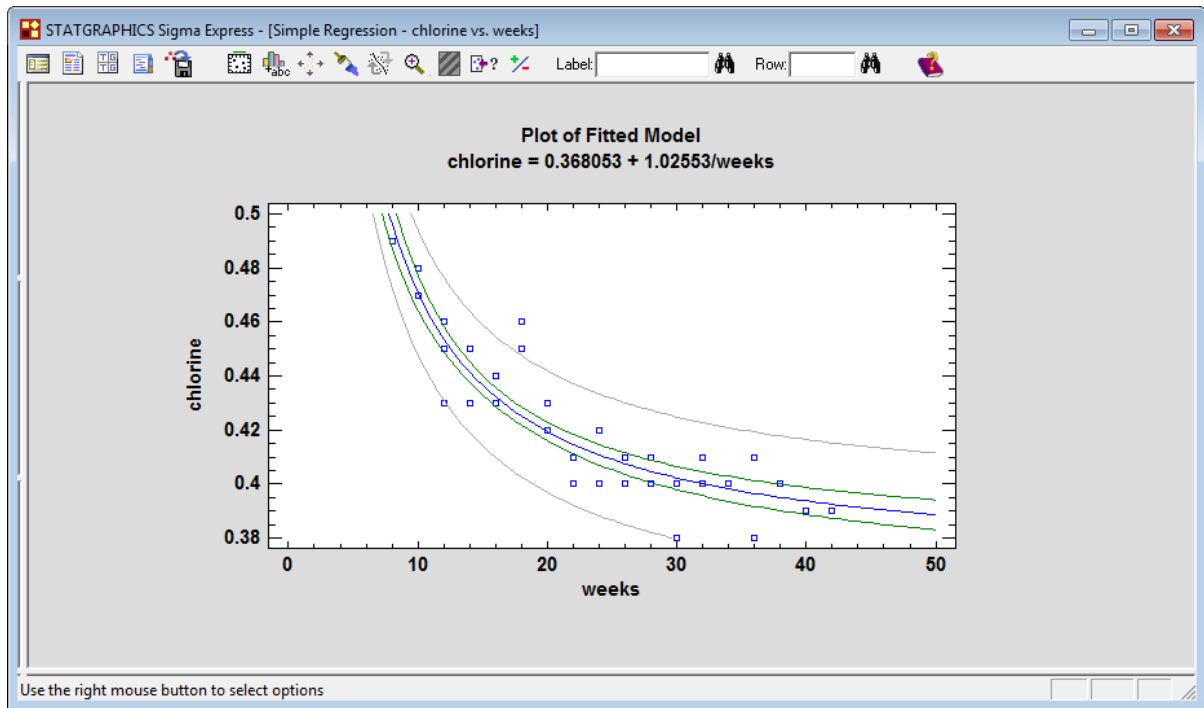 STATGRAPHICS Sigma Express - [Simple Regression - chlorine vs. weeks]
abc ? Label: Row: ?
Plot of Fitted Model
chlorine = 0.368053 + 1.02553/weeks
0.5
0.48
0.46
0.44
0.42
0.4
0.38
chlorine
0 10 20 30 40 50
weeks
Use the right mouse button to select options